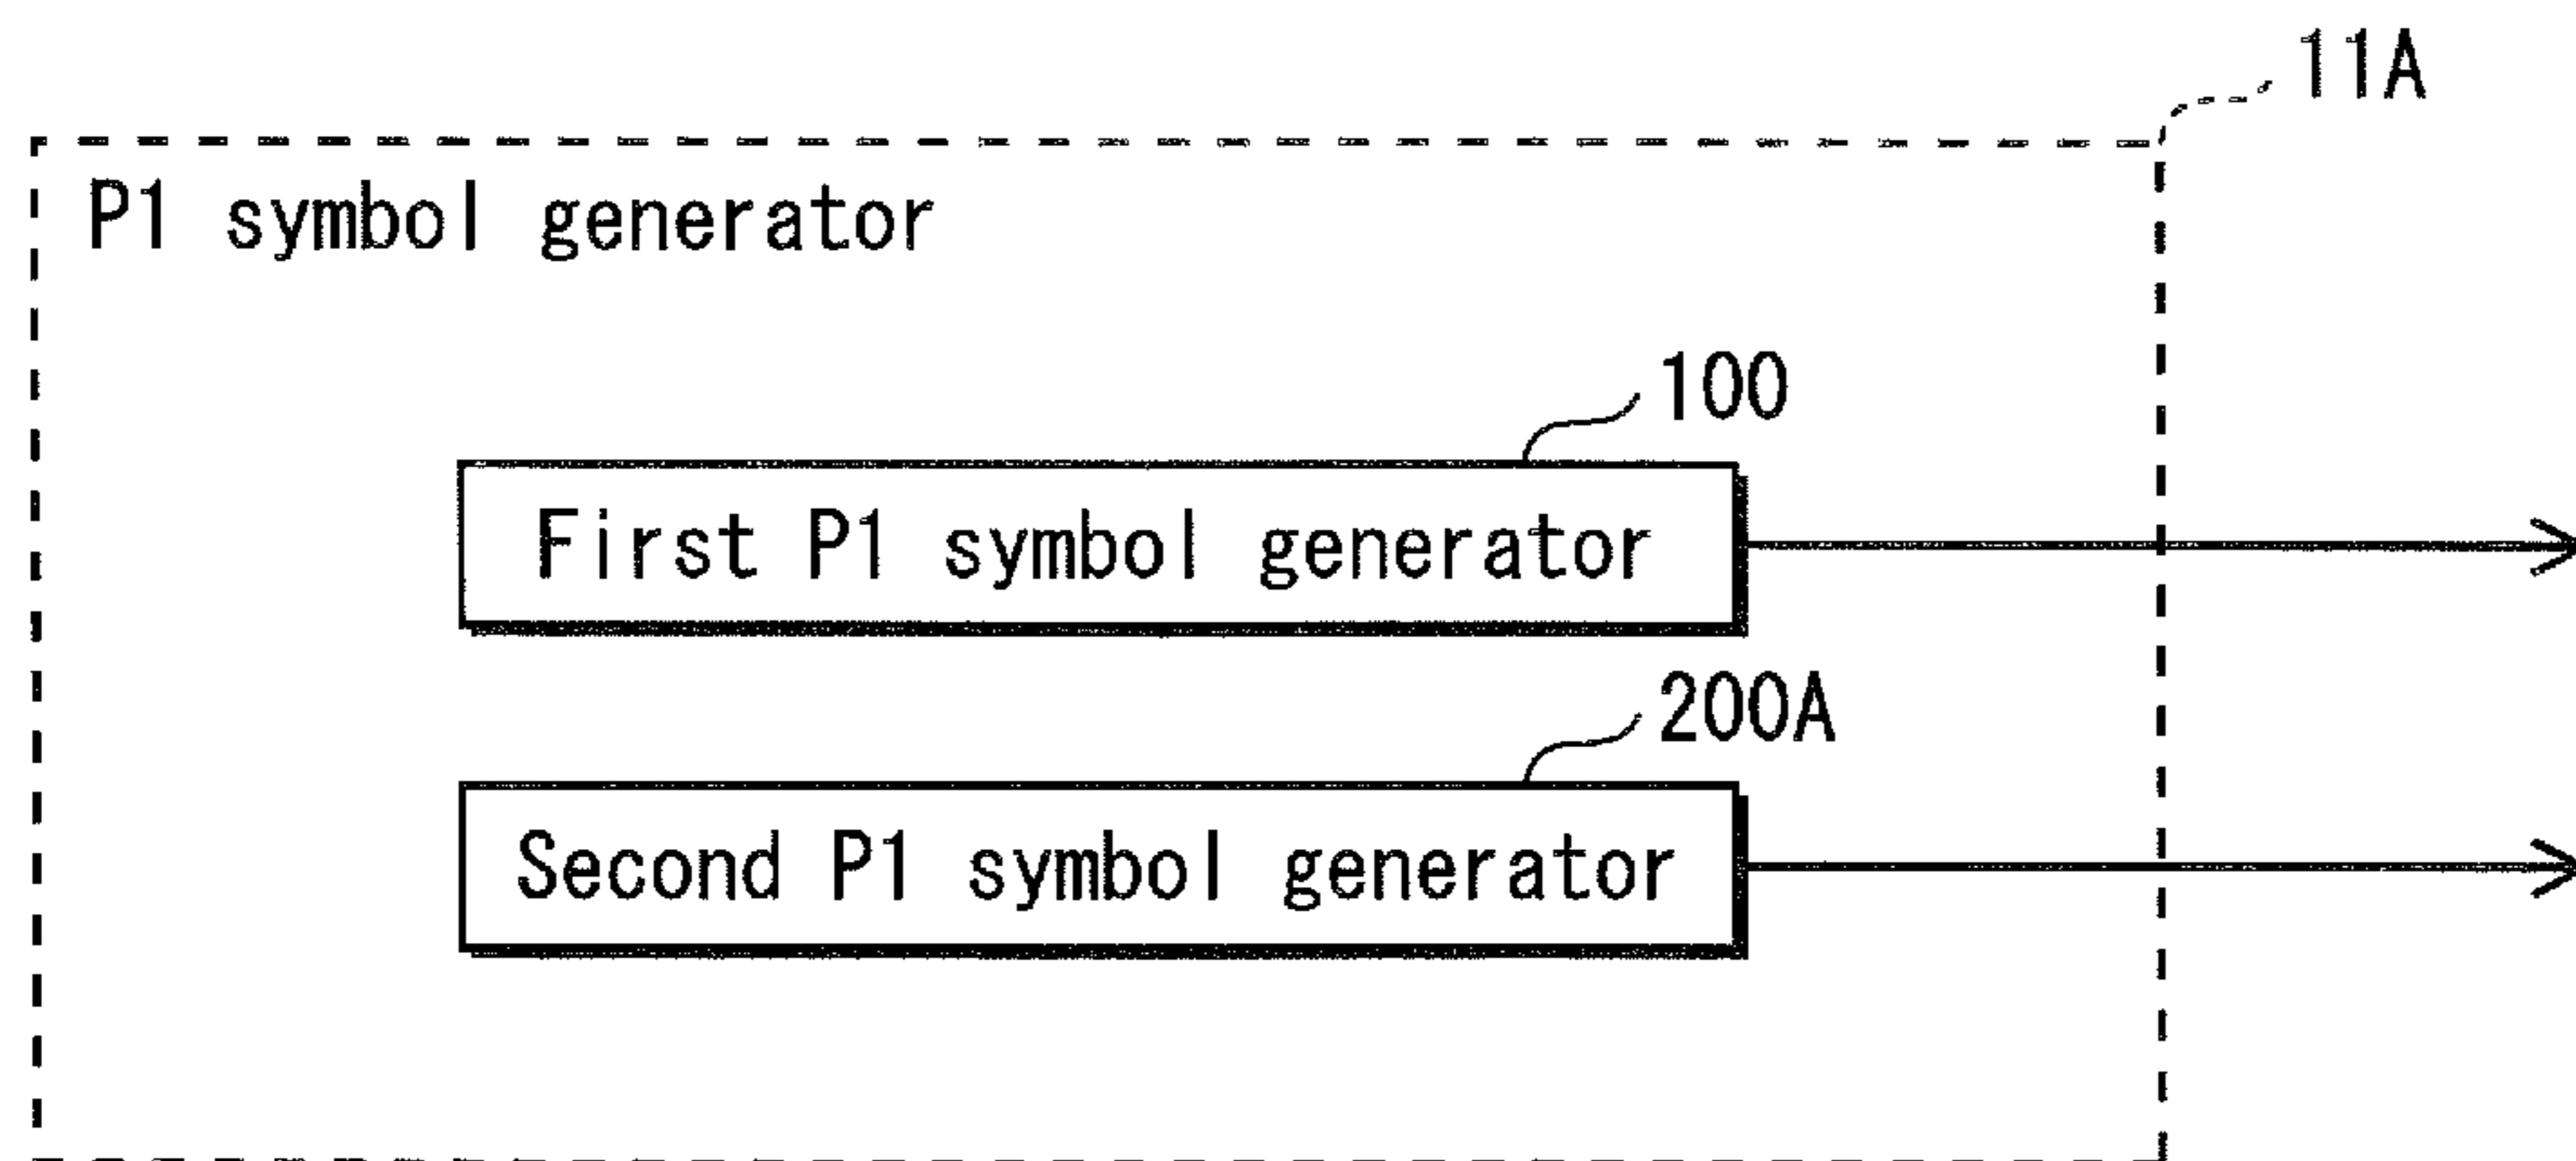 11A
P1 symbol generator
100
First P1 symbol generator
200A
Second P1 symbol generator